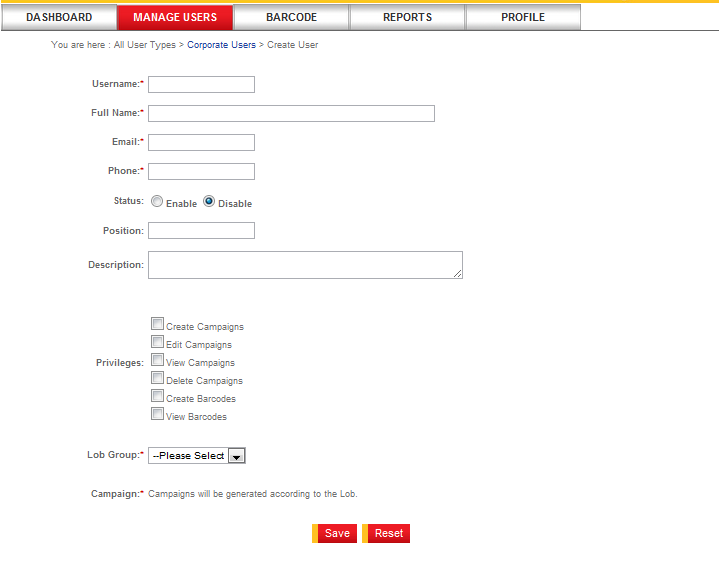 DASHBOARD MANAGE USERS BARCODE REPORTS PROFILE
You are here : All User Types > Corporate Users > Create User
Username:*
Full Name:*
Email:*
Phone:*
Status: Enable Disable
Position:
Description:
Create Campaigns
Edit Campaigns
Privileges: View Campaigns
Delete Campaigns
Create Barcodes
View Barcodes
Lob Group:* --Please Select
Campaign:* Campaigns will be generated according to the Lob.
Save Reset